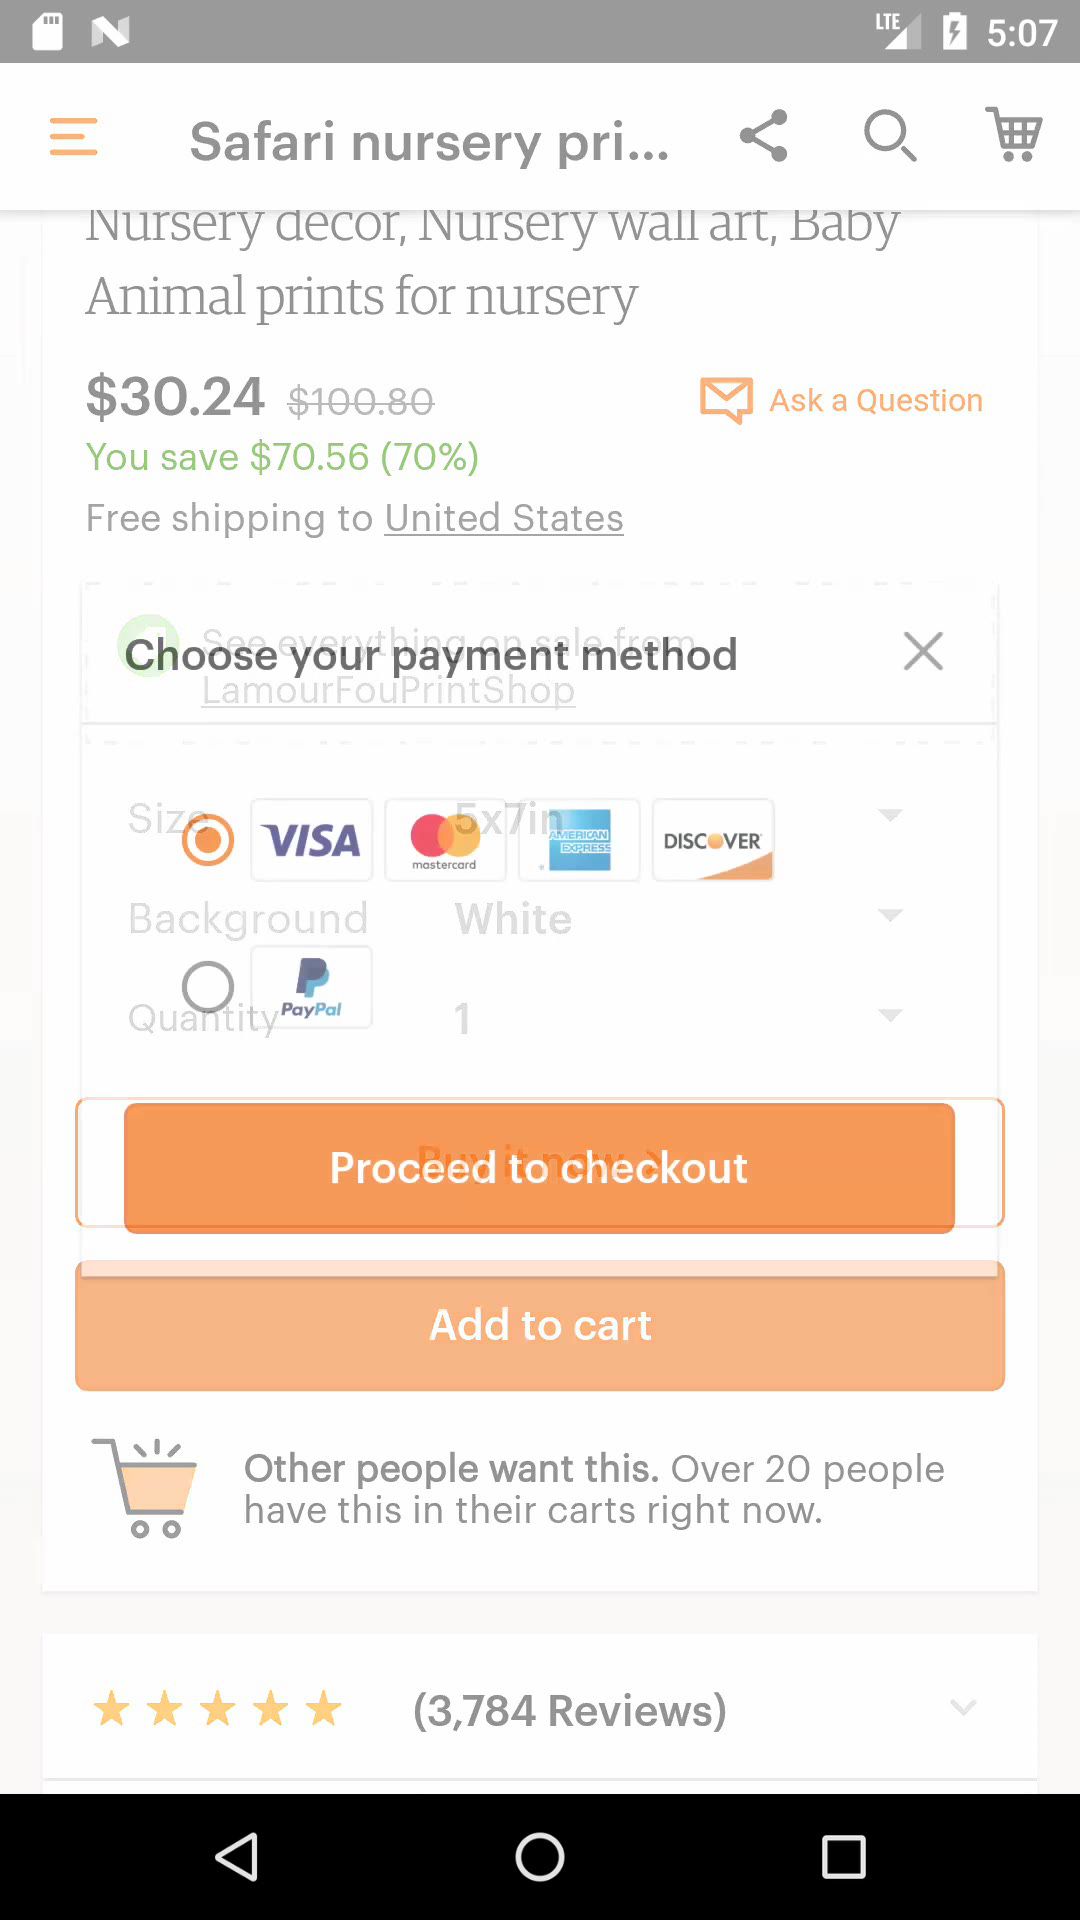 LTE 5:07
Safari nursery pri...
Nursery decor, Nursery wall art, Baby
Animal prints for nursery
$30.24 $100.80
Ask a Question
You save $70.56 (70%)
Free shipping to United States
See everything on sale from
LamourFouPrintShop
Choose your payment method
Size 5x7in
VISA mastercard AMERICAN EXPRESS DISCOVER
Background White
PayPal
Quantity 1
Buy it now >
Proceed to checkout
Add to cart
Other people want this. Over 20 people
have this in their carts right now.
(3,784 Reviews)